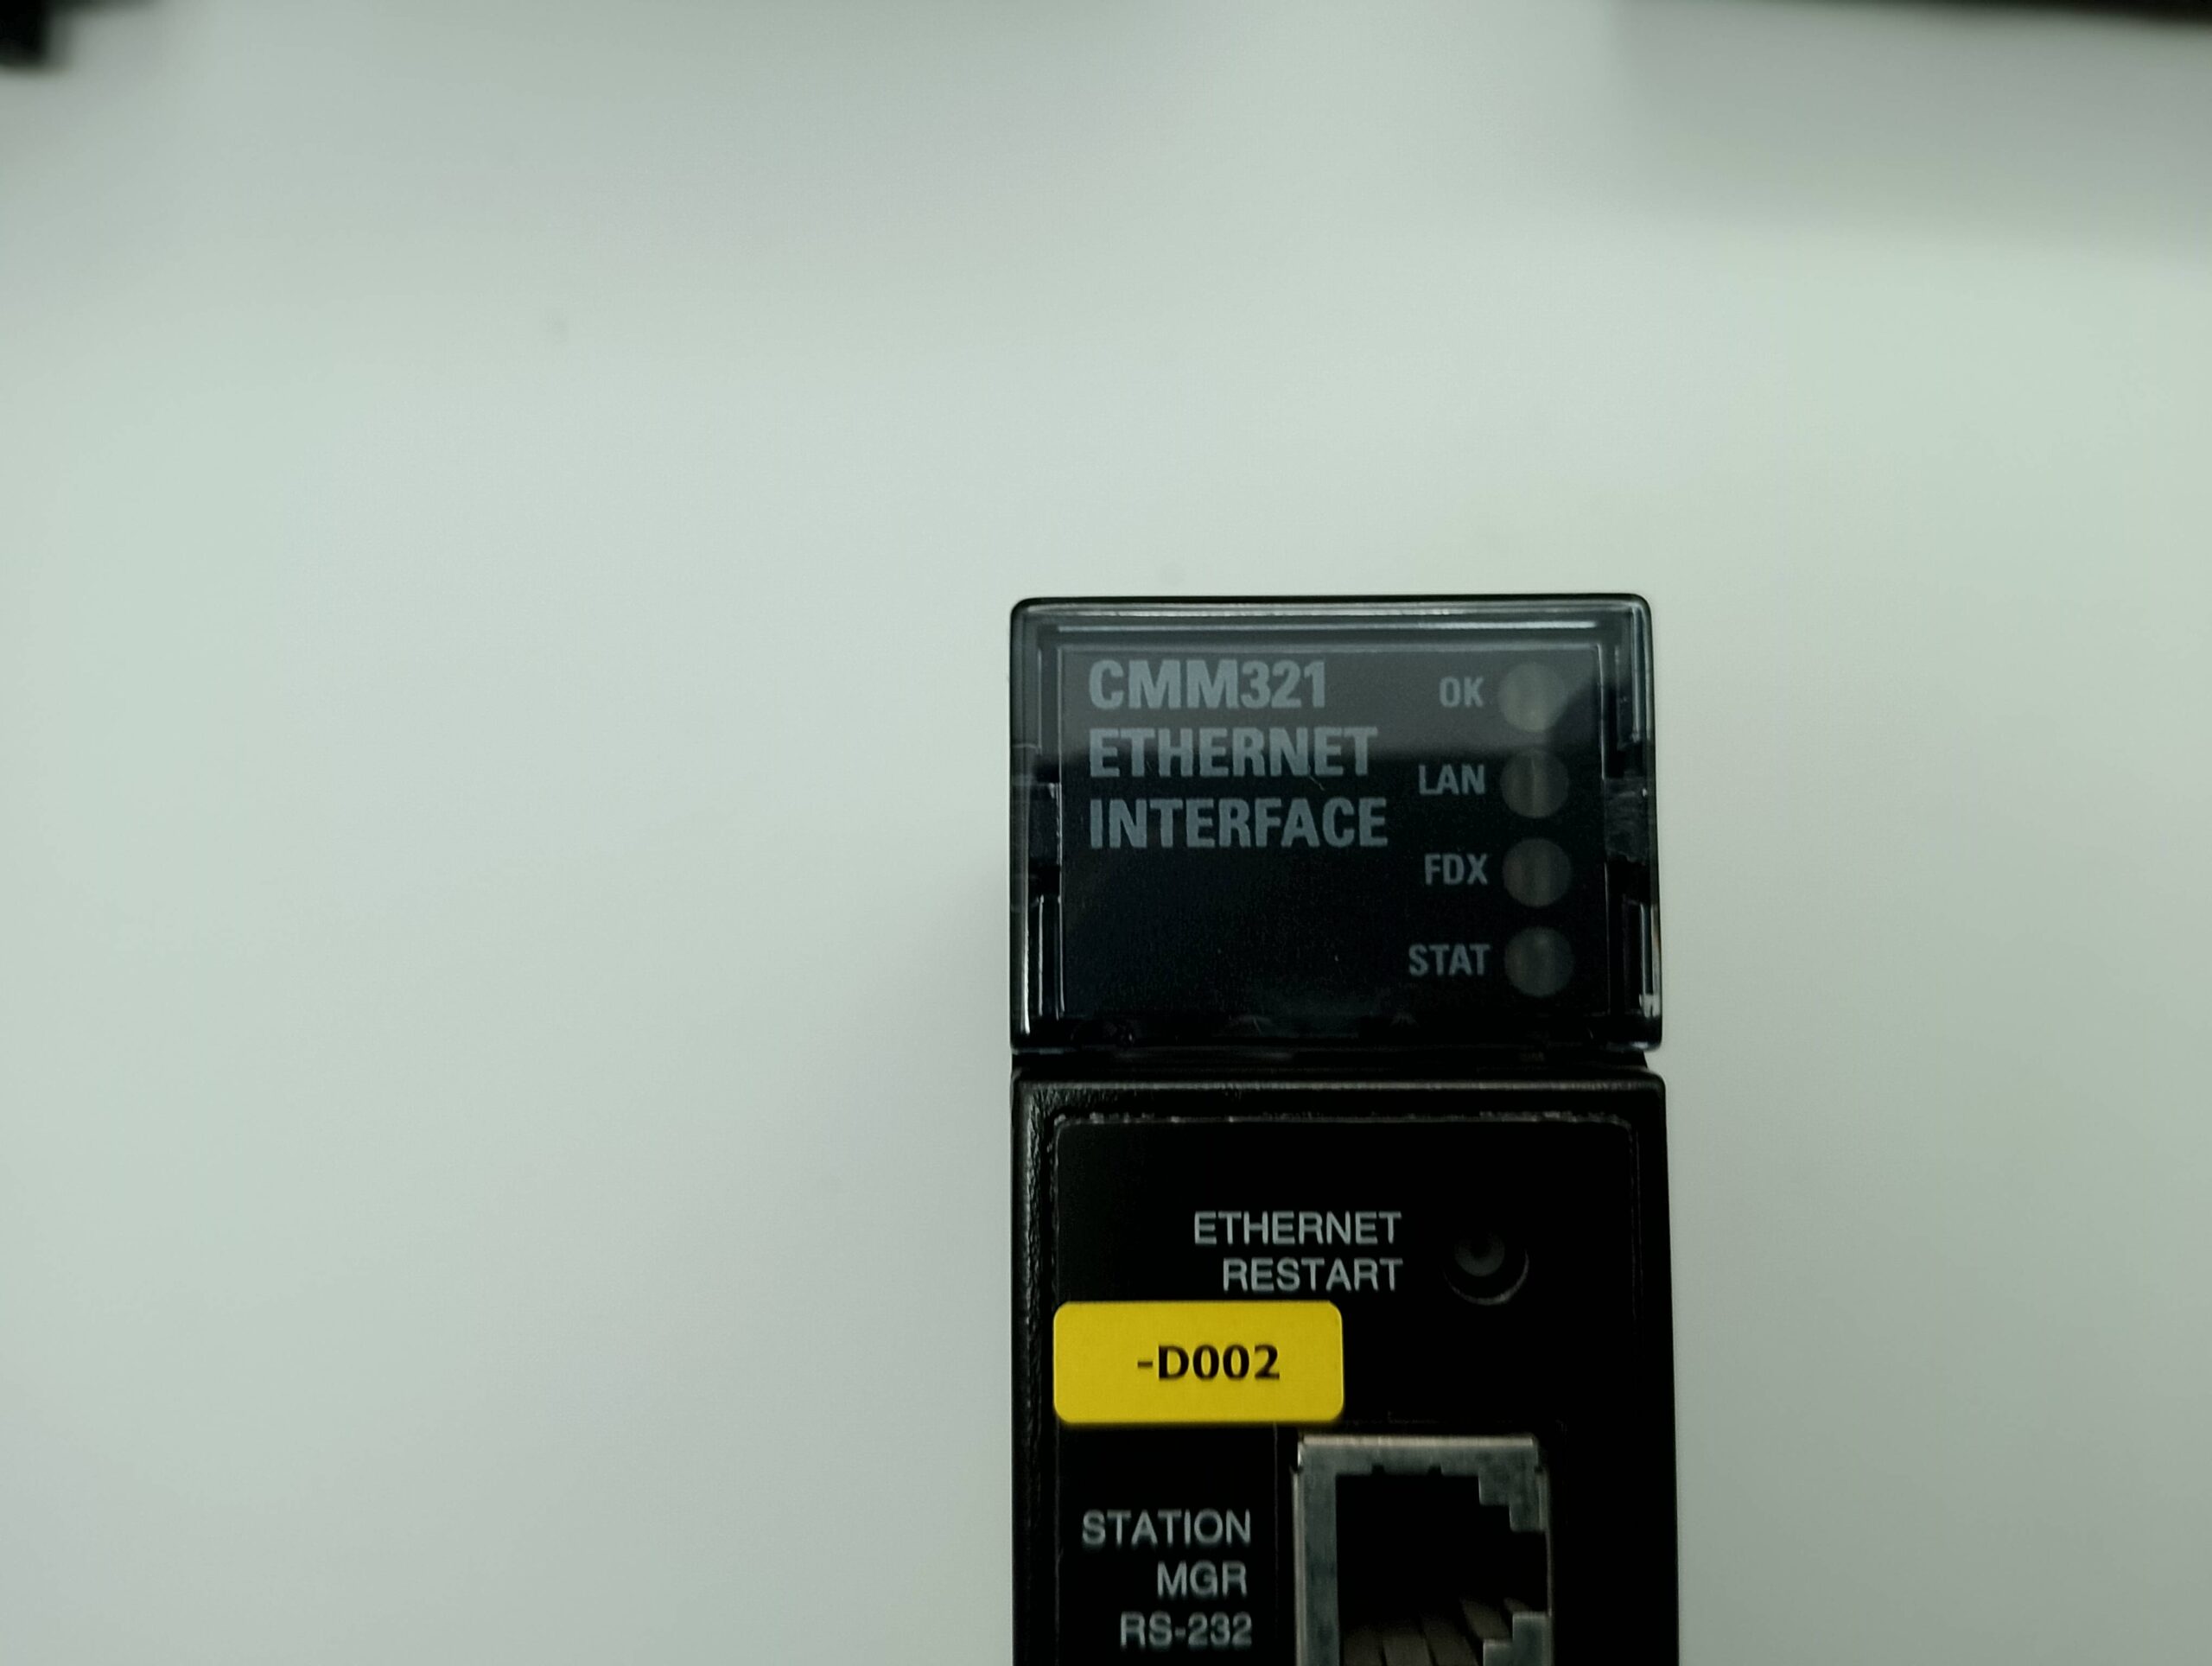 CMM321
ETHERNET
INTERFACE
OK
LAN
FDX
STAT
ETHERNET
RESTART
-D002
STATION
MGR
RS-232